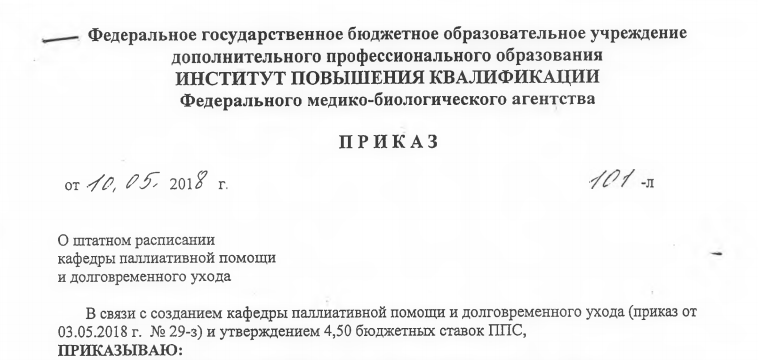 Федеральное государственное бюджетное образовательное учреждение
дополнительного профессионального образования
ИНСТИТУТ ПОВЫШЕНИЯ КВАЛИФИКАЦИИ
Федерального медико-биологического агентства
П Р И К А З
от 10.05. 2018 г. 101 -л
О штатном расписании
кафедры паллиативной помощи
и долговременного ухода
В связи с созданием кафедры паллиативной помощи и долговременного ухода (приказ от
03.05.2018 г. № 29-з) и утверждением 4,50 бюджетных ставок ППС,
ПРИКАЗЫВАЮ: